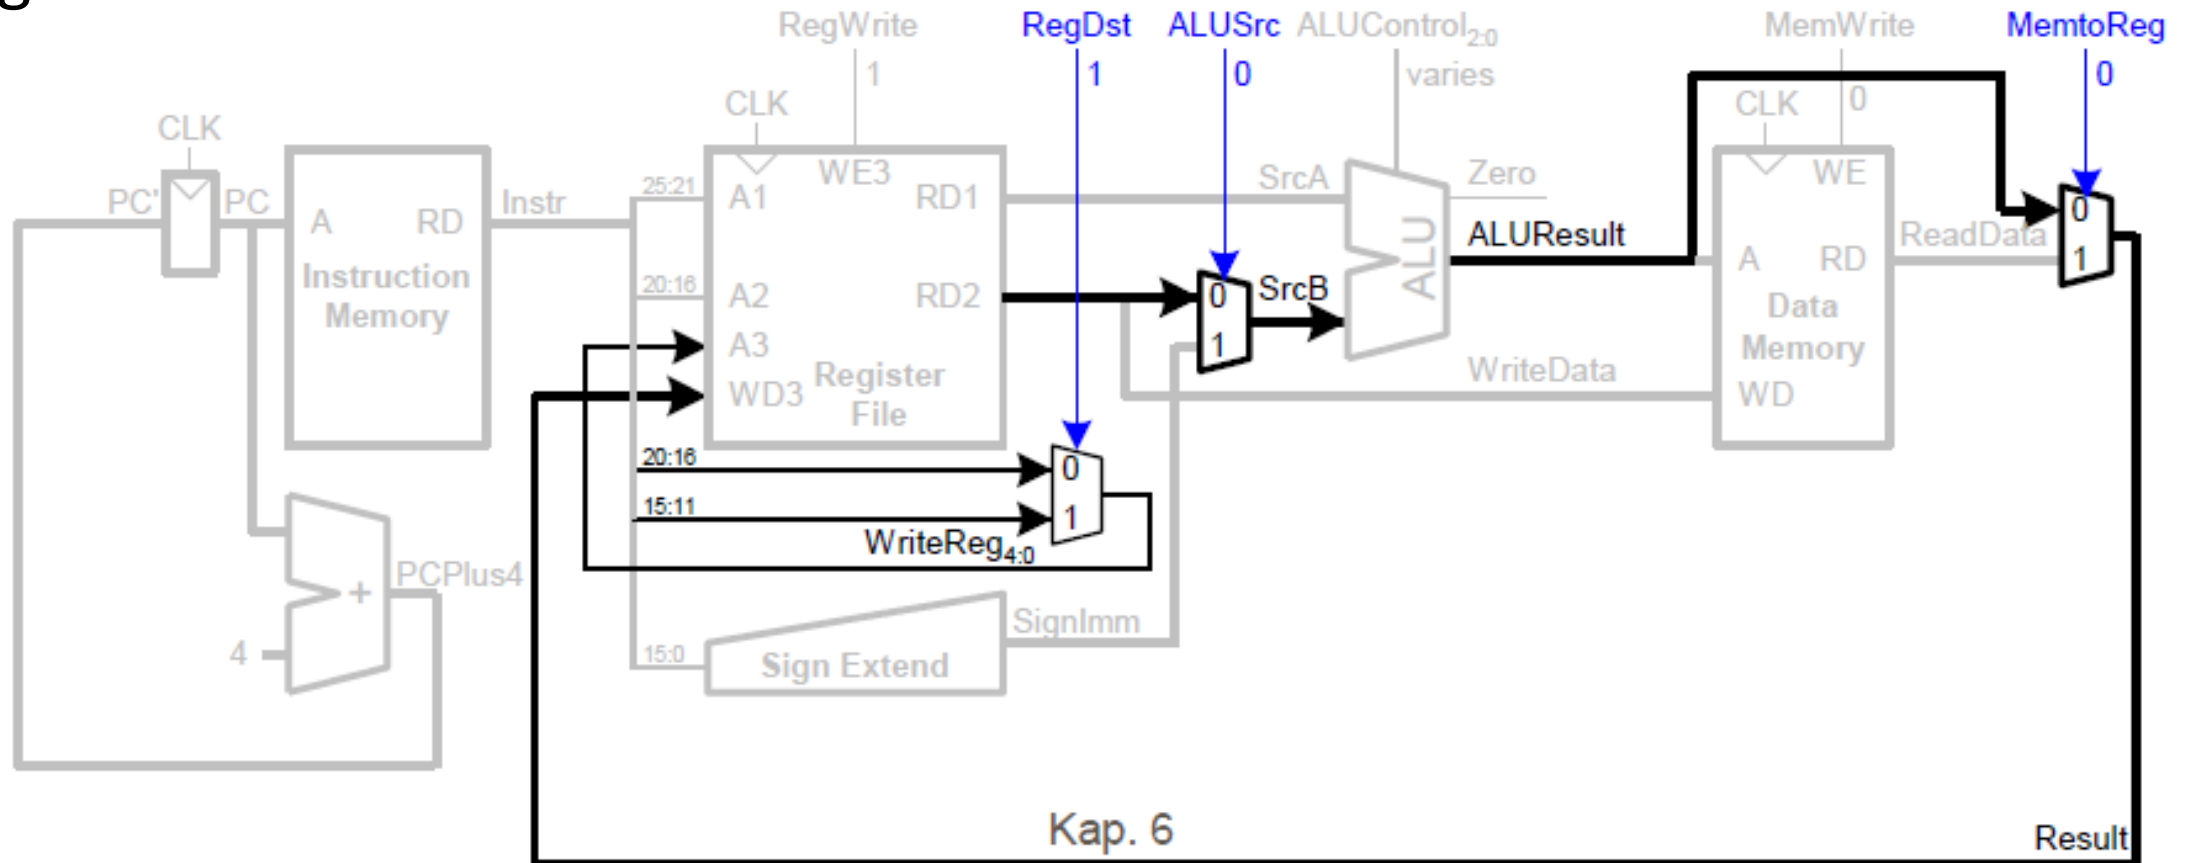 g
RegWrite
RegDst
ALUSrc
ALUControl2:0
MemWrite
MemtoReg
1
1
0
varies
0
0
CLK
CLK
CLK
PC'
PC
A
RD
Instruction
Memory
Instr
25:21
20:16
A1
A2
A3
WD3
WE3
RD1
RD2
Register
File
20:16
15:11
0
1
WriteReg4:0
SrcA
0
1
SrcB
ALU
Zero
ALUResult
WriteData
WE
A
RD
Data
Memory
WD
ReadData
0
1
PCPlus4
+
4
15:0
Sign Extend
SignImm
Kap. 6
Result